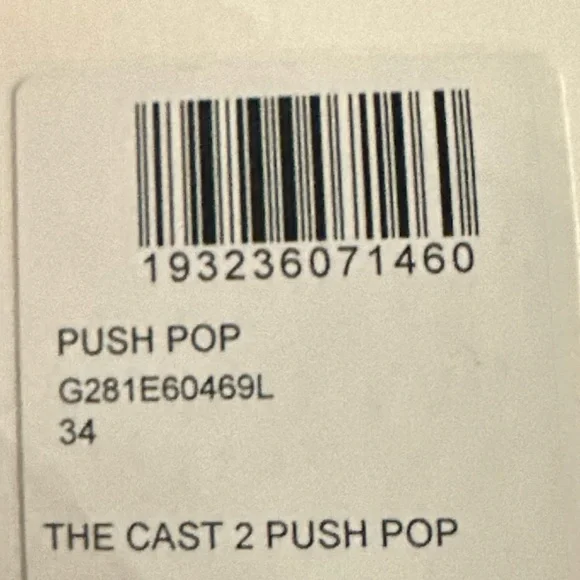 193236071460
PUSH POP
G281E60469L
34
THE CAST 2 PUSH POP